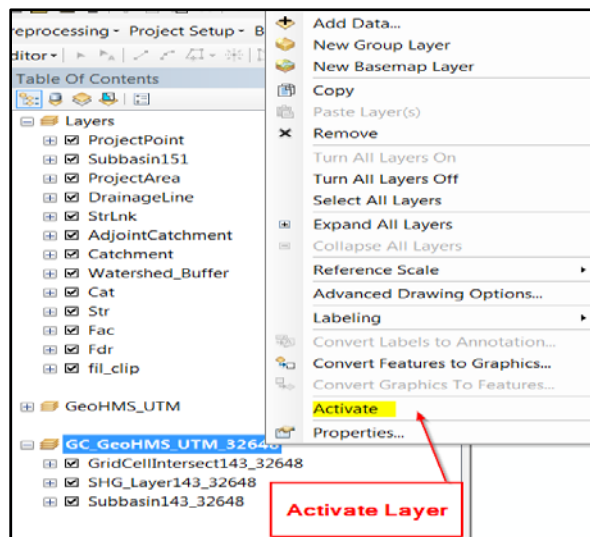 reprocessing - Project Setup - B
ditor -
Table Of Contents
Layers
ProjectPoint
Subbasin151
ProjectArea
DrainageLine
StrLnk
AdjointCatchment
Catchment
Watershed_Buffer
Cat
Str
Fac
Fdr
fil_clip
GeoHMS_UTM
GC_GeoHMS_UTM_32648
GridCellIntersect143_32648
SHG_Layer143_32648
Subbasin143_32648
Add Data...
New Group Layer
New Basemap Layer
Copy
Paste Layer(s)
Remove
Turn All Layers On
Turn All Layers Off
Select All Layers
Expand All Layers
Collapse All Layers
Reference Scale
Advanced Drawing Options...
Labeling
Convert Labels to Annotation...
Convert Features to Graphics...
Convert Graphics To Features...
Activate
Properties...
Activate Layer